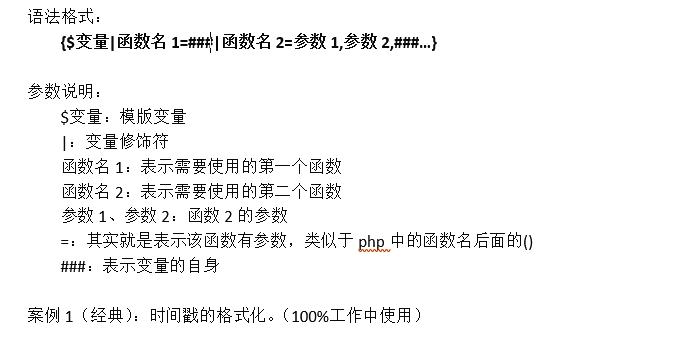 语法格式：
{$变量|函数名1=###|函数名2=参数1,参数2,###…}
参数说明：
$变量：模版变量
|：变量修饰符
函数名1：表示需要使用的第一个函数
函数名2：表示需要使用的第二个函数
参数1、参数2：函数2的参数
=：其实就是表示该函数有参数，类似于php中的函数名后面的()
###：表示变量的自身
案例1（经典）：时间戳的格式化。（100%工作中使用）